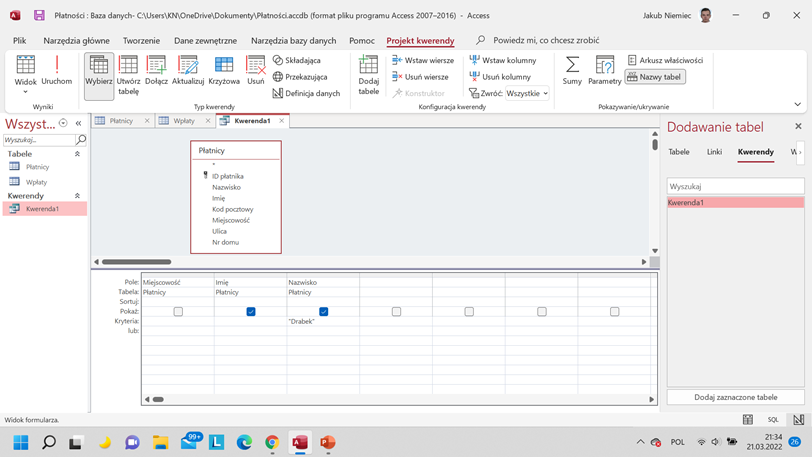 Płatności : Baza danych- C:\Users\KN\OneDrive\Dokumenty\Płatności.accdb (format pliku programu Access 2007–2016) - Access
Jakub Niemiec
Plik Narzędzia główne Tworzenie Dane zewnętrzne Narzędzia bazy danych Pomoc Projekt kwerendy Powiedz mi, co chcesz zrobić
Widok Uruchom Wybierz Utwórz tabelę Dołącz Aktualizuj Krzyżowa Usuń
Składająca
Przekazująca
Definicja danych
Dodaj tabele
Wstaw wiersze
Usuń wiersze
Konstruktor
Wstaw kolumny
Usuń kolumny
Zwróć: Wszystkie
Sumy Parametry
Arkusz właściwości
Nazwy tabel
Wyniki Typ kwerendy Konfiguracja kwerendy Pokazywanie/ukrywanie
Wszyst...
Wyszukaj...
Tabele
Płatnicy
Wpłaty
Kwerendy
Kwerenda1
Płatnicy Wpłaty Kwerenda1
Płatnicy
*
ID płatnika
Nazwisko
Imię
Kod pocztowy
Miejscowość
Ulica
Nr domu
Pole: Miejscowość Imię Nazwisko
Tabela: Płatnicy Płatnicy Płatnicy
Sortuj:
Pokaż:
Kryteria: "Drabek"
lub:
Dodawanie tabel
Tabele Linki Kwerendy W
Wyszukaj
Kwerenda1
Dodaj zaznaczone tabele
Widok formularza.
SQL
99+
POL
21:34
21.03.2022
26